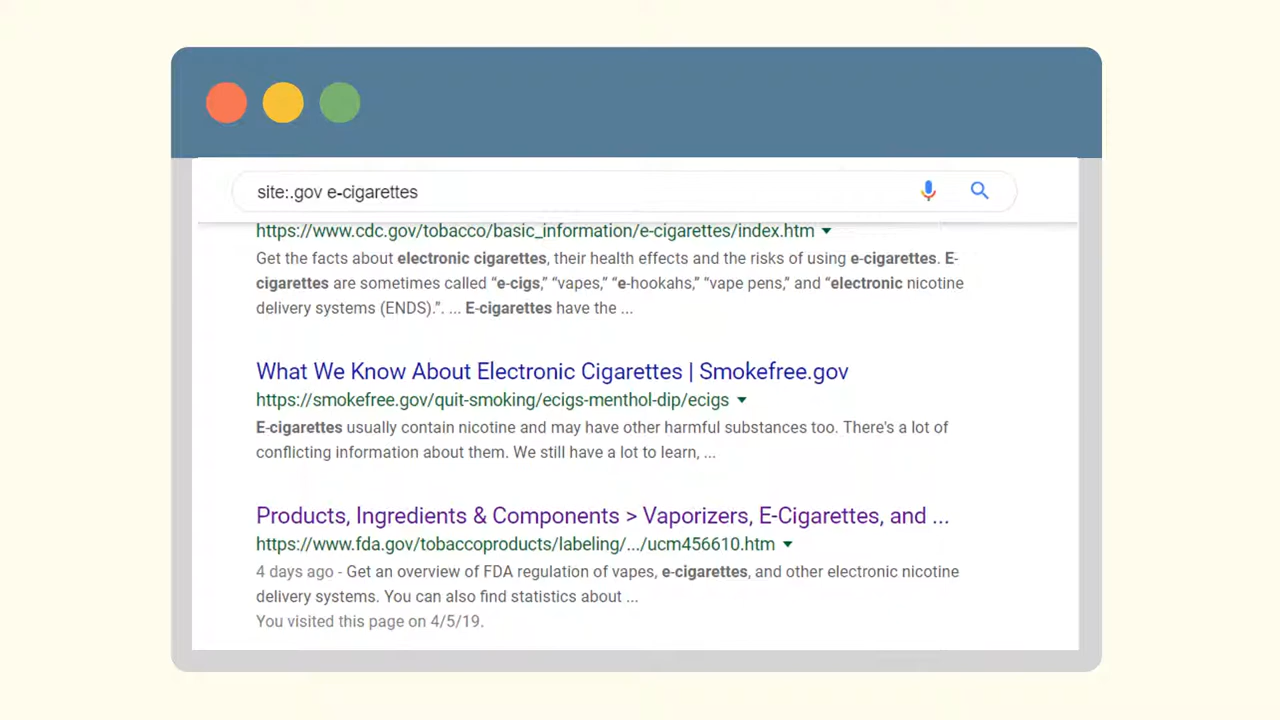 site:.gov e-cigarettes
https://www.cdc.gov/tobacco/basic_information/e-cigarettes/index.htm
Get the facts about electronic cigarettes, their health effects and the risks of using e-cigarettes. E-
cigarettes are sometimes called “e-cigs,” “vapes,” “e-hookahs,” “vape pens,” and “electronic nicotine
delivery systems (ENDS).”. ... E-cigarettes have the ...
What We Know About Electronic Cigarettes | Smokefree.gov
https://smokefree.gov/quit-smoking/ecigs-menthol-dip/ecigs
E-cigarettes usually contain nicotine and may have other harmful substances too. There's a lot of
conflicting information about them. We still have a lot to learn, ...
Products, Ingredients & Components > Vaporizers, E-Cigarettes, and ...
https://www.fda.gov/tobaccoproducts/labeling/.../ucm456610.htm
4 days ago - Get an overview of FDA regulation of vapes, e-cigarettes, and other electronic nicotine
delivery systems. You can also find statistics about ...
You visited this page on 4/5/19.